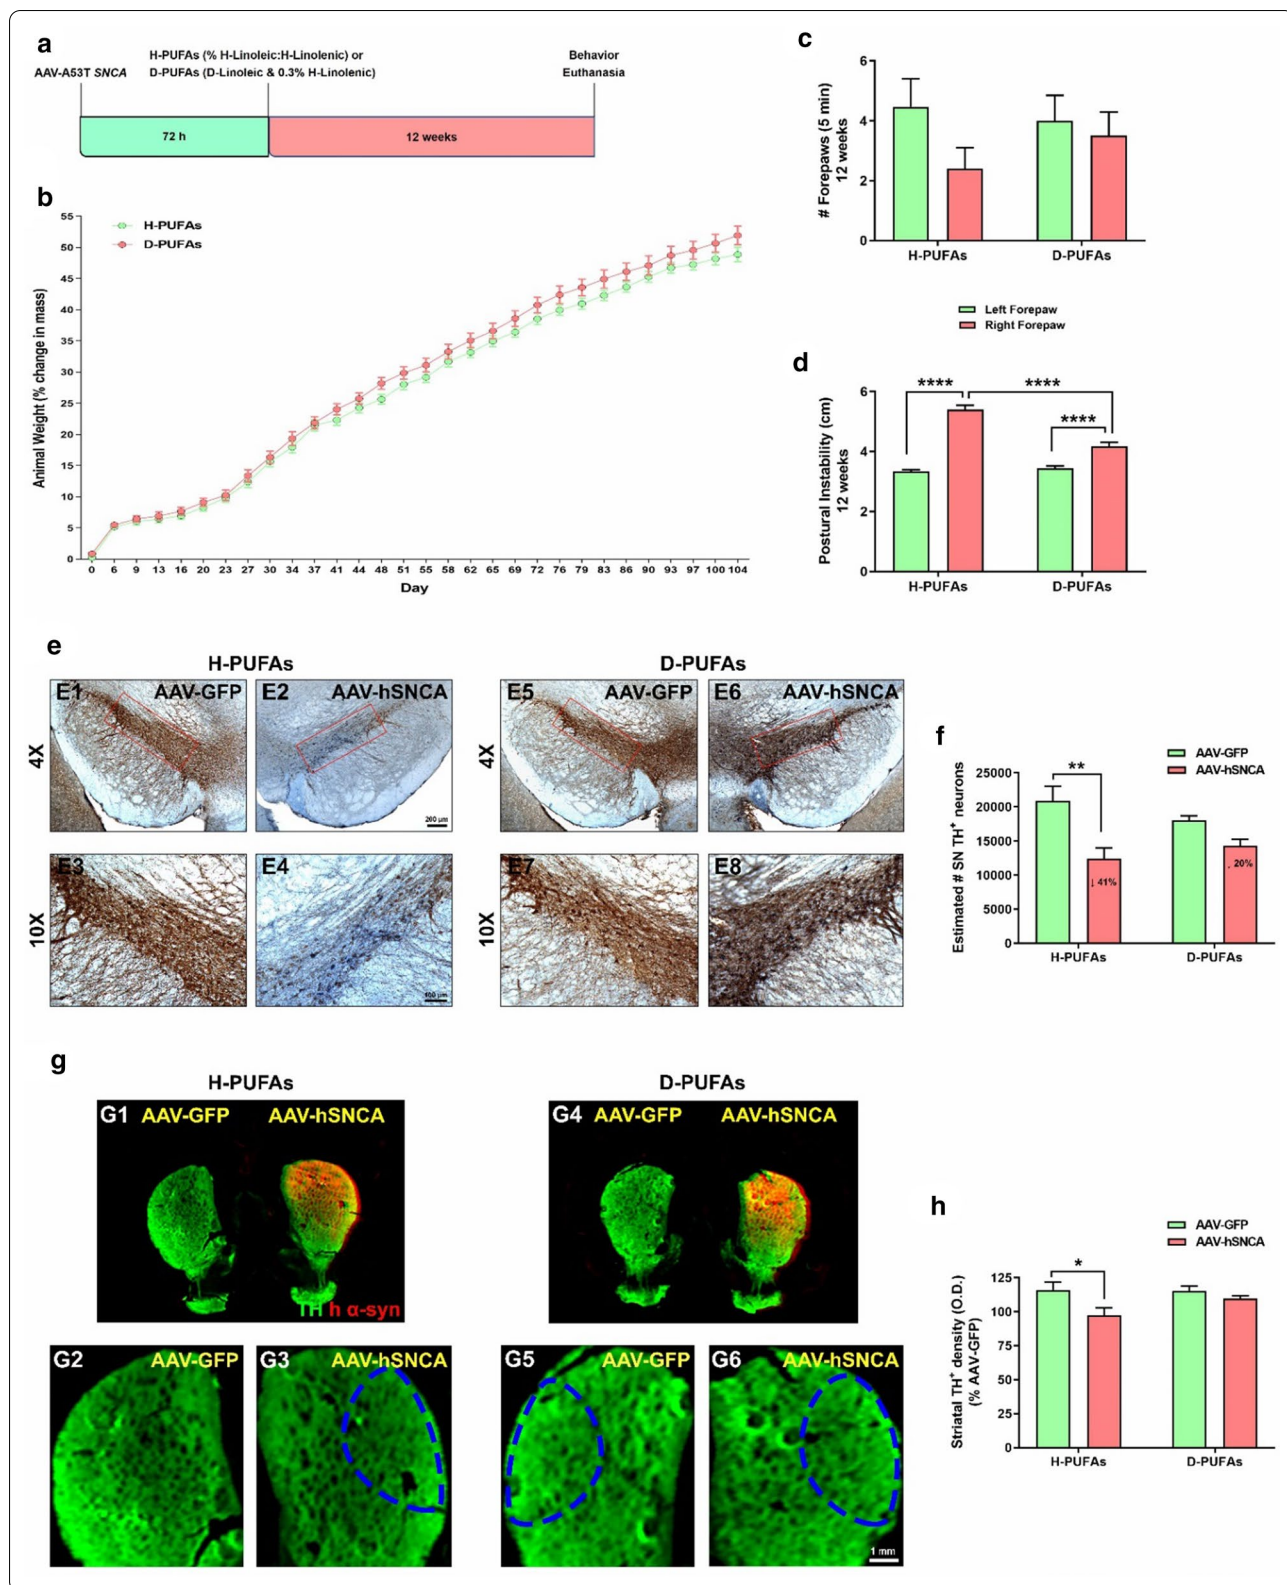 a
H-PUFAs (% H-Linoleic:H-Linolenic) or
Behavior
AAV-A53T SNCA
D-PUFAs (D-Linoleic & 0.3% H-Linolenic)
Euthanasia
72 h
12 weeks
b
Animal Weight (% change in mass)
55
50
45
40
35
30
25
20
15
10
5
0
H-PUFAs
D-PUFAs
0 6 9 13 16 20 23 27 30 34 37 41 44 48 51 55 58 62 65 69 72 76 79 83 86 90 93 97 100 104
Day
c
# Forepaws (5 min)
12 weeks
6
4
2
0
H-PUFAs
D-PUFAs
Left Forepaw
Right Forepaw
d
Postural Instability (cm)
12 weeks
6
4
2
0
****
****
****
H-PUFAs
D-PUFAs
e
H-PUFAs
D-PUFAs
4X
E1 AAV-GFP
E2 AAV-hSNCA
200 µm
4X
E5 AAV-GFP
E6 AAV-hSNCA
10X
E3
E4
100 µm
10X
E7
E8
f
AAV-GFP
AAV-hSNCA
Estimated # SN TH+ neurons
25000
20000
15000
10000
5000
0
**
↓ 41%
20%
H-PUFAs
D-PUFAs
g
H-PUFAs
D-PUFAs
G1 AAV-GFP AAV-hSNCA
TH h α-syn
G4 AAV-GFP AAV-hSNCA
G2 AAV-GFP
G3 AAV-hSNCA
G5 AAV-GFP
G6 AAV-hSNCA
1 mm
h
AAV-GFP
AAV-hSNCA
Striatal TH+ density (O.D.)
(% AAV-GFP)
125
100
75
50
25
0
*
H-PUFAs
D-PUFAs